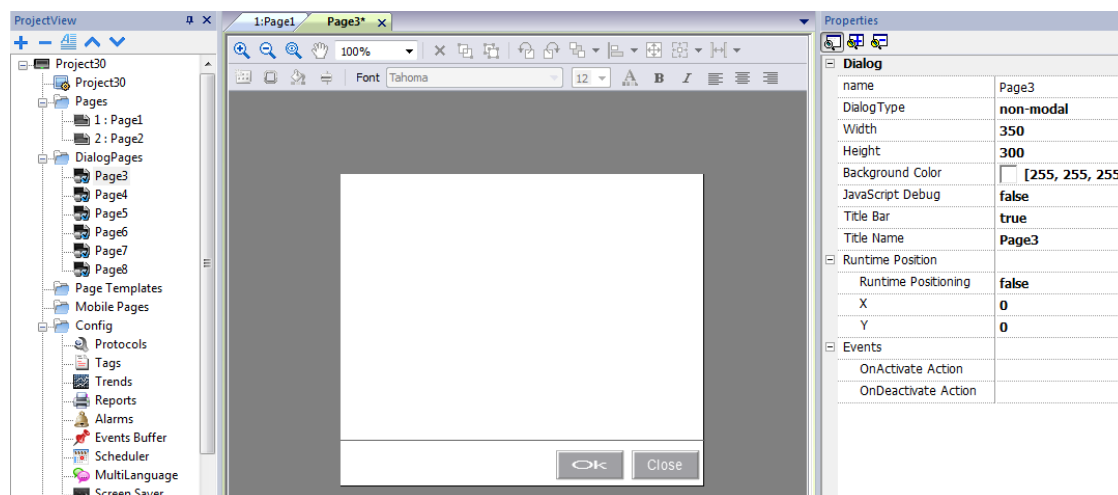 ProjectView
Project30
Project30
Pages
1 : Page1
2 : Page2
DialogPages
Page3
Page4
Page5
Page6
Page7
Page8
Page Templates
Mobile Pages
Config
Protocols
Tags
Trends
Reports
Alarms
Events Buffer
Scheduler
MultiLanguage
Screen Saver
1:Page1 Page3*
100%
Font Tahoma 12 A B I
Ok Close
Properties
Dialog
name Page3
DialogType non-modal
Width 350
Height 300
Background Color [255, 255, 255
JavaScript Debug false
Title Bar true
Title Name Page3
Runtime Position
Runtime Positioning false
X 0
Y 0
Events
OnActivate Action
OnDeactivate Action